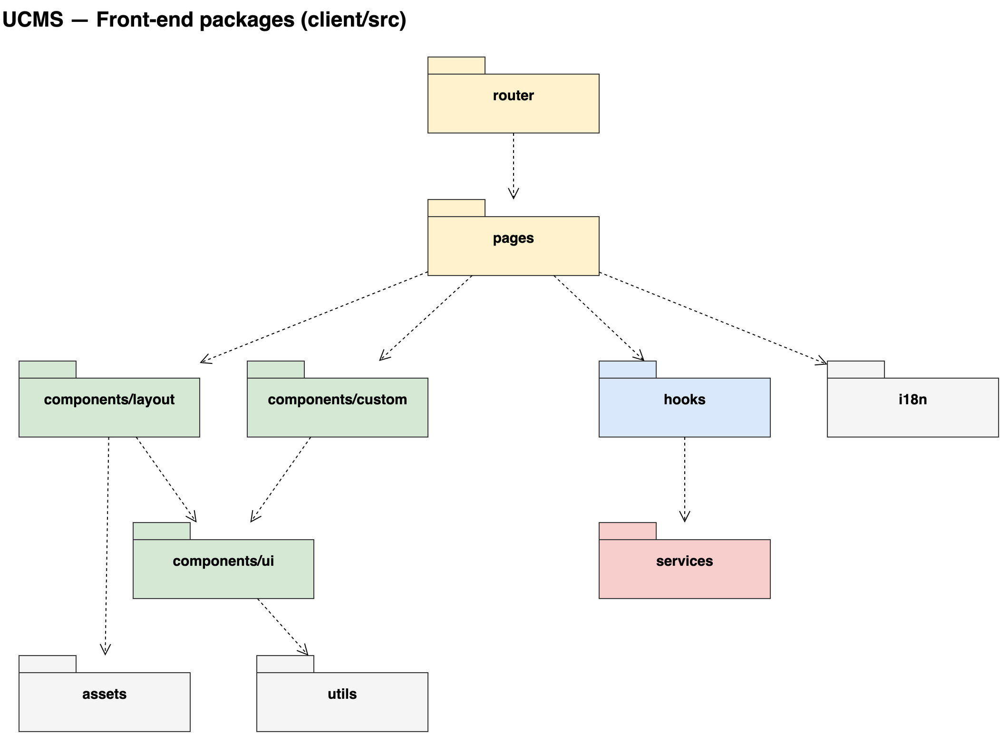 UCMS — Front-end packages (client/src)
router
pages
components/layout
components/custom
hooks
i18n
components/ui
services
assets
utils